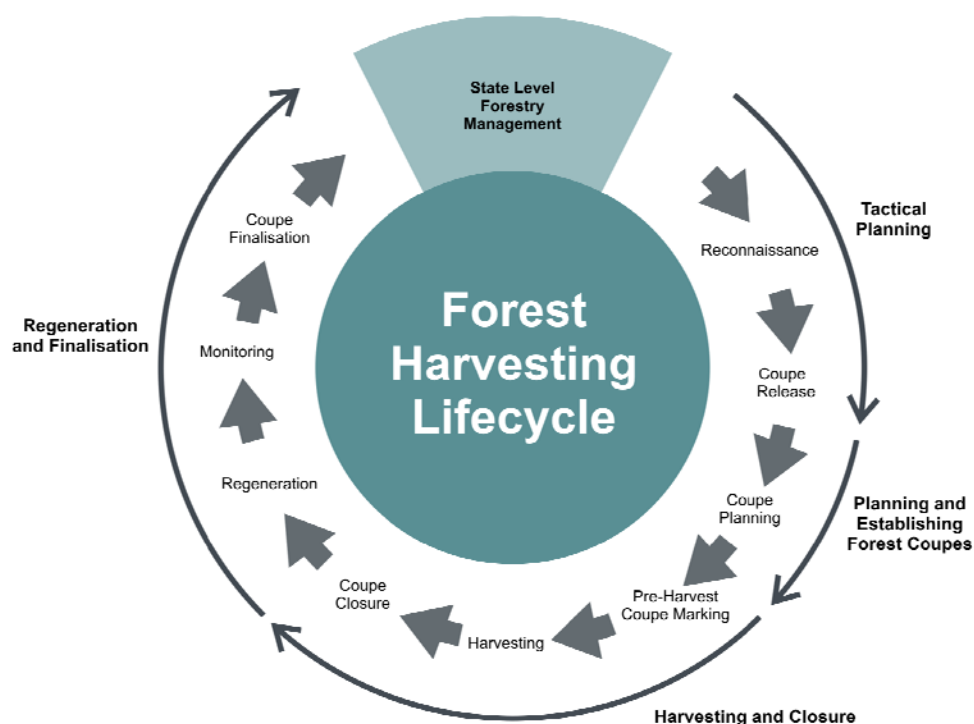 State Level
Forestry
Management
Forest
Harvesting
Lifecycle
Tactical
Planning
Reconnaissance
Coupe
Release
Planning and
Establishing
Forest Coupes
Coupe
Planning
Pre-Harvest
Coupe Marking
Harvesting and Closure
Harvesting
Coupe
Closure
Regeneration
and Finalisation
Regeneration
Monitoring
Coupe
Finalisation